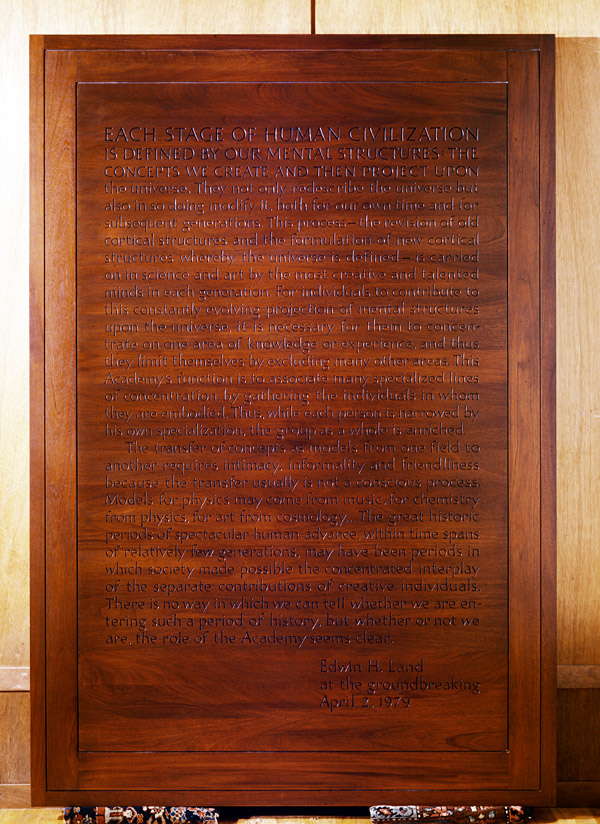 EACH STAGE OF HUMAN CIVILIZATION
IS DEFINED BY OUR MENTAL STRUCTURES: THE
CONCEPTS WE CREATE AND THEN PROJECT UPON
the universe. They not only redescribe the universe but
also in so doing modify it, both for our own time and for
subsequent generations. This process – the revision of old
cortical structures and the formulation of new cortical
structures whereby the universe is defined – is carried
on in science and art by the most creative and talented
minds in each generation. For individuals to contribute to
this constantly evolving projection of mental structures
upon the universe, it is necessary for them to concen-
trate on one area of knowledge or experience, and thus
they limit themselves by excluding many other areas. This
Academy's function is to associate many specialized lines
of concentration by gathering the individuals in whom
they are embodied. Thus, while each person is narrowed by
his own specialization, the group as a whole is enriched.
The transfer of concepts as models from one field to
another requires intimacy, informality and friendliness
because the transfer usually is not a conscious process.
Models for physics may come from music, for chemistry
from physics, for art from cosmology. The great historic
periods of spectacular human advance, within time spans
of relatively few generations, may have been periods in
which society made possible the concentrated interplay
of the separate contributions of creative individuals.
There is no way in which we can tell whether we are en-
tering such a period of history, but whether or not we
are, the role of the Academy seems clear.
Edwin H. Land
at the groundbreaking
April 2, 1979